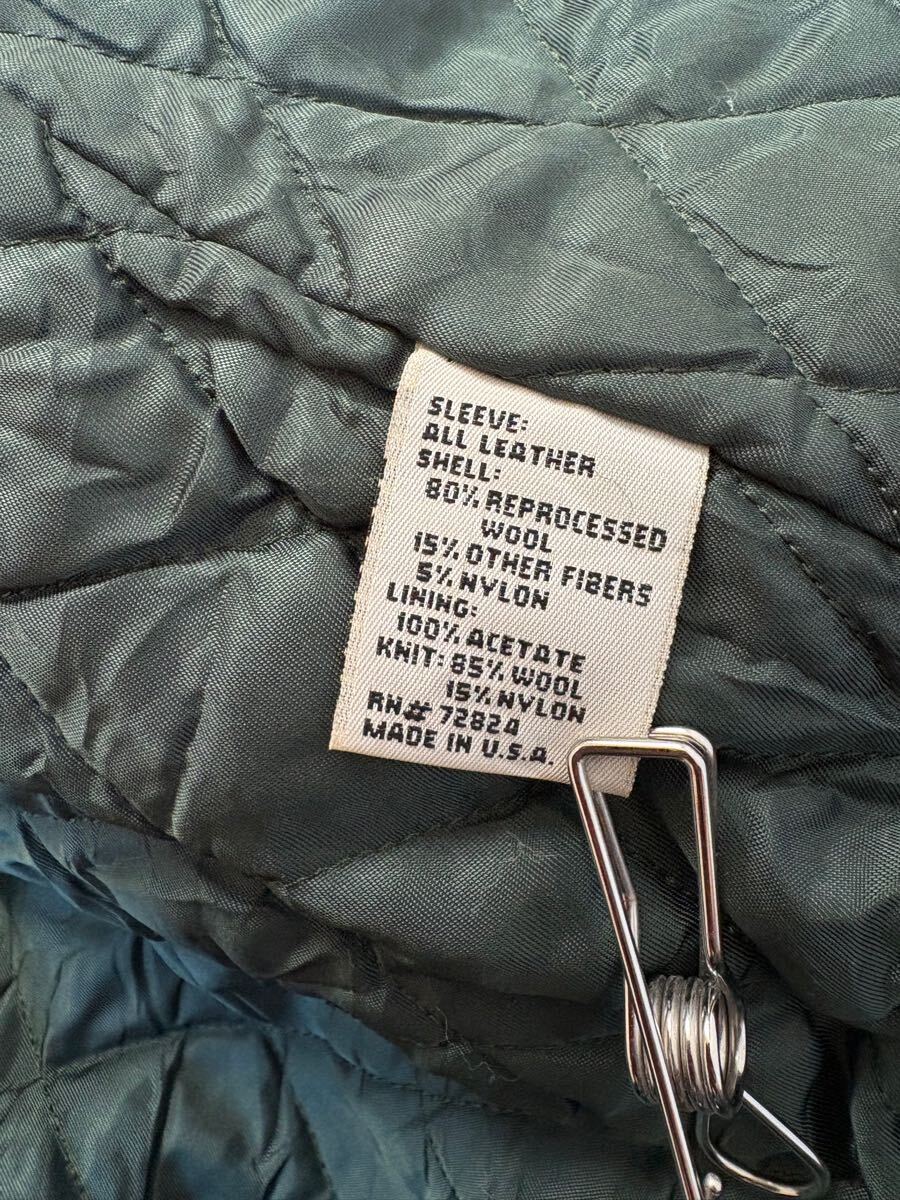 SLEEVE:
ALL LEATHER
SHELL:
80% REPROCESSED
WOOL
15% OTHER FIBERS
5% NYLON
LINING:
100% ACETATE
KNIT: 85% WOOL
15% NYLON
RN# 72824
MADE IN U.S.A.